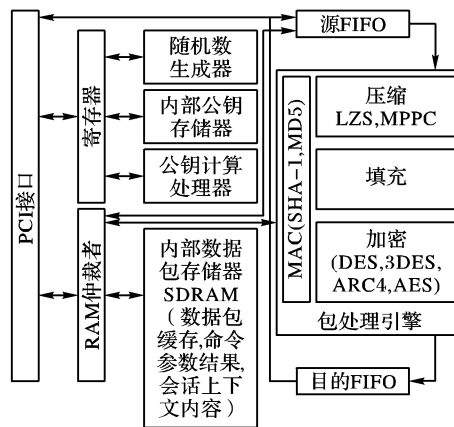 PCI接口
寄存器
RAM仲裁者
随机数
生成器
内部公钥
存储器
公钥计算
处理器
内部数据
包存储器
SDRAM
(数据包
缓存,命令
参数结果,
会话上下
文内容)
源FIFO
MAC(SHA-1,MD5)
压缩
LZS,MPPC
填充
加密
(DES,3DES,
ARC4,AES)
包处理引擎
目的FIFO